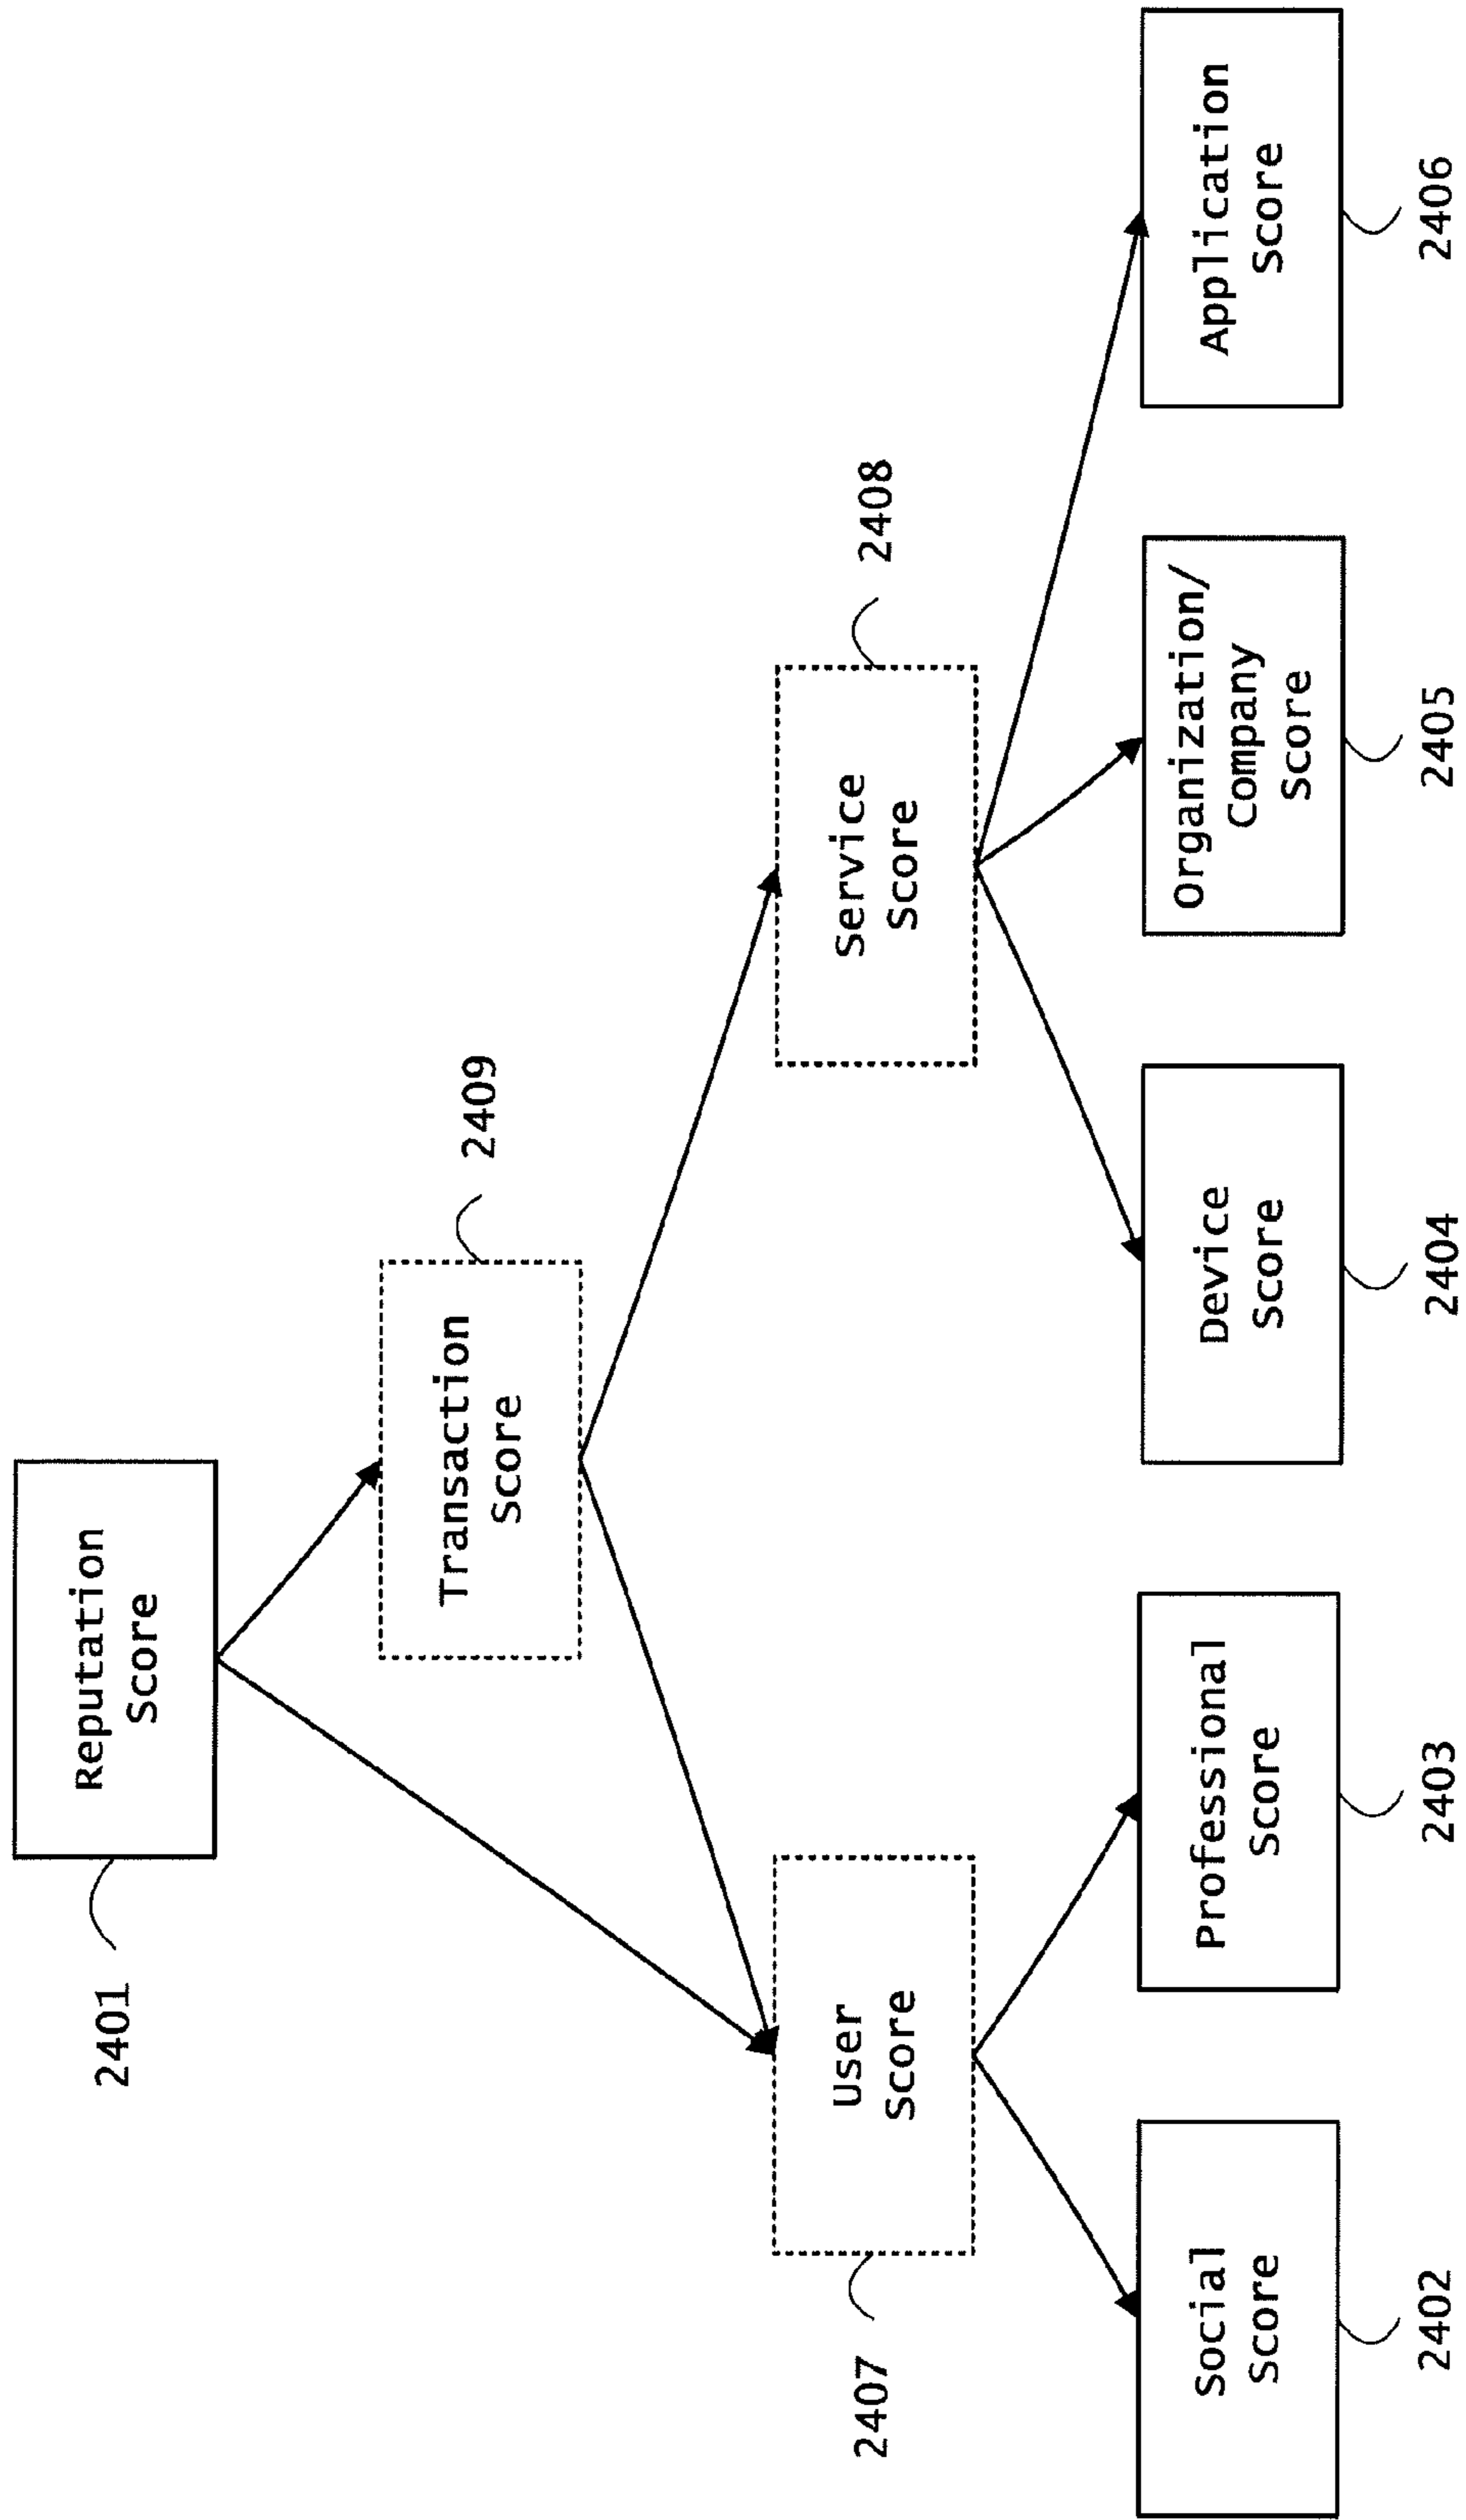 2401
Reputation
Score
Transaction
Score
2409
2407
User
Score
Service
Score
2408
Social
Score
Professional
Score
Device
Score
Organization/
Company
Score
Application
Score
2402
2403
2404
2405
2406